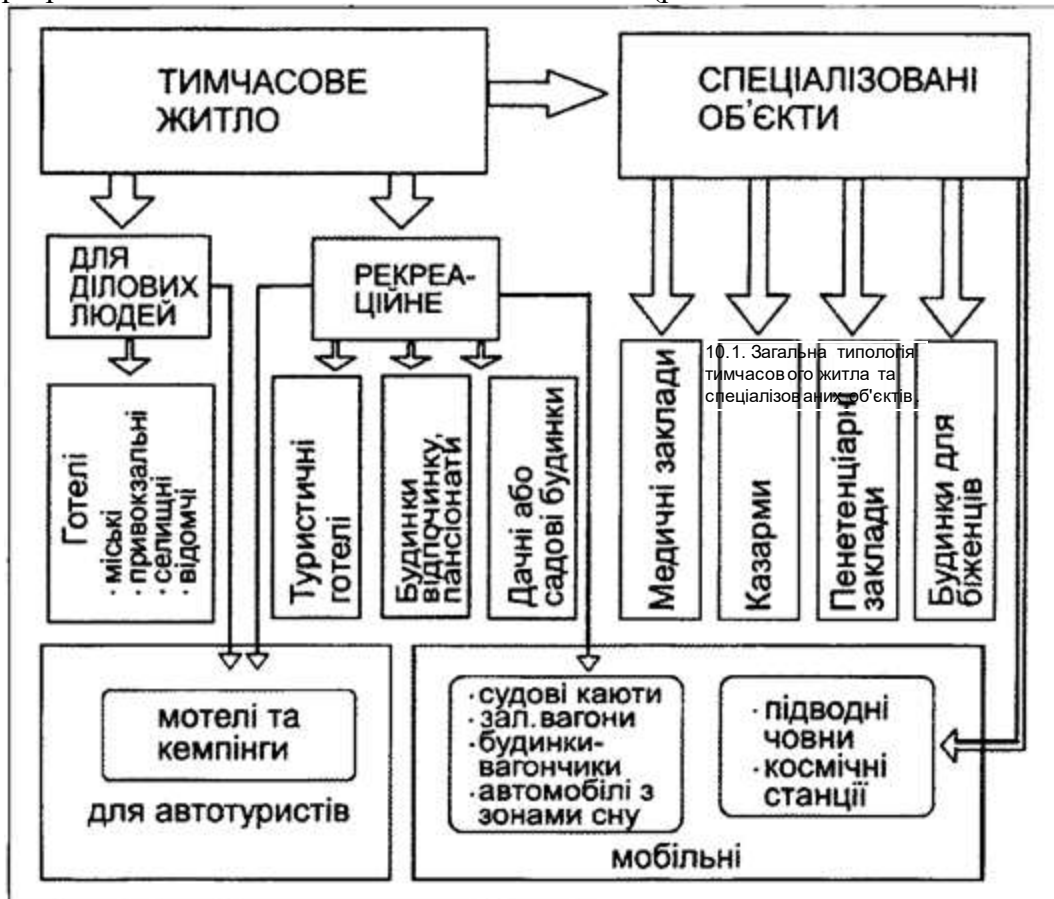 ТИМЧАСОВЕ
ЖИТЛО
СПЕЦІАЛІЗОВАНІ
ОБ'ЄКТИ
ДЛЯ
ДІЛОВИХ
ЛЮДЕЙ
РЕКРЕА-
ЦІЙНЕ
Готелі
· міські
· привокзальні
· селищні
· відомчі
Туристичні
готелі
Будинки
відпочинку,
пансіонати
Дачні або
садові будинки
Медичні заклади
Казарми
Пенетенціарні
заклади
Будинки для
біженців
10.1. Загальна типологія
тимчасового житла та
спеціалізованих об'єктів
мотелі та
кемпінги
для автотуристів
· судові каюти
· зал. вагони
· будинки-
вагончики
· автомобілі з
зонами сну
· підводні
човни
· космічні
станції
мобільні